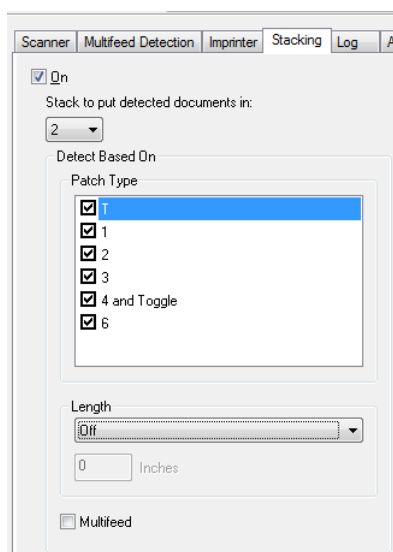 Scanner Multifeed Detection Imprinter Stacking Log A
On
Stack to put detected documents in:
2
Detect Based On
Patch Type
T
1
2
3
4 and Toggle
6
Length
Off
0 Inches
Multifeed